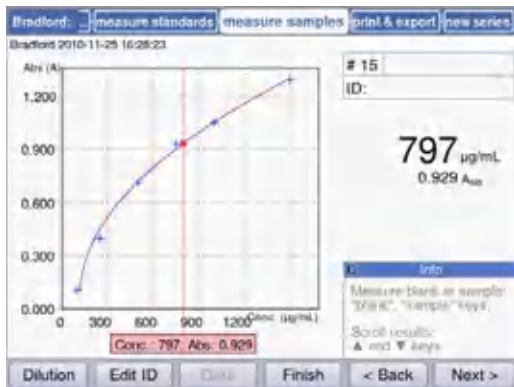 Bradford: measure standards measure samples print & export new series
Bradford 2010-11-25 16:28:23
Abs (A)
1.200
0.900
0.600
0.300
0.000
0 300 600 900 1200 Conc. (µg/mL)
Conc.: 797; Abs: 0.929
# 15
ID:
797 µg/mL
0.929
Info
Measure blank or sample:
"blank", "sample" keys.
Scroll results:
▲ and ▼ keys
Dilution Edit ID Finish < Back Next >